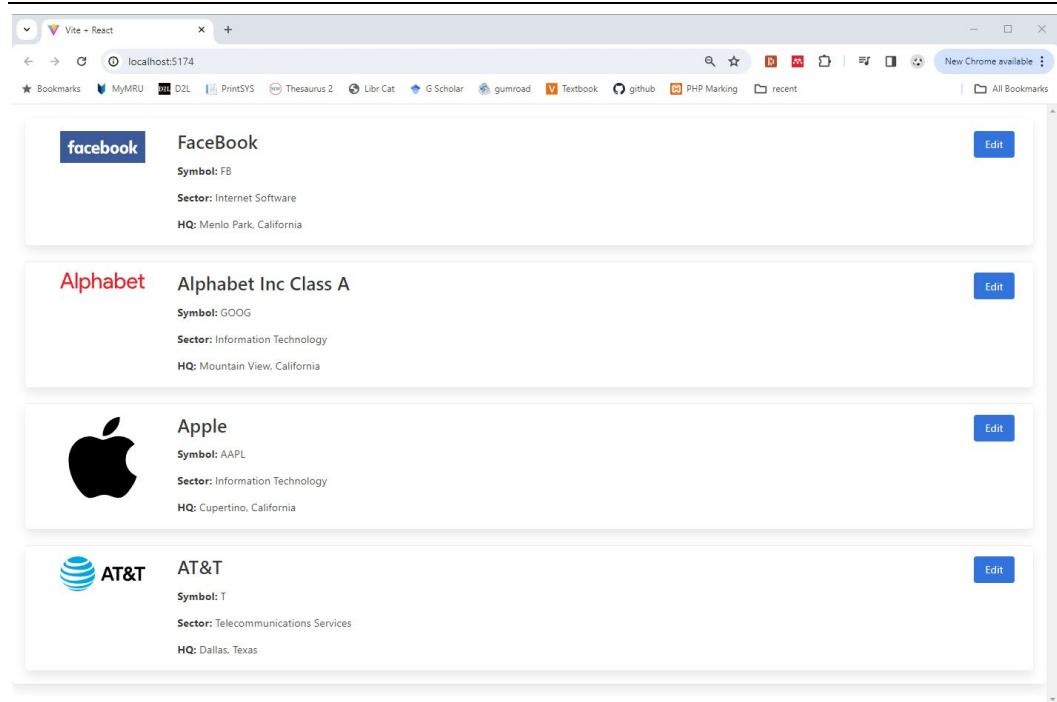 Vite + React
localhost:5174
New Chrome available
Bookmarks MyMRU D2L D2L PrintSYS Thesaurus 2 Libr Cat G Scholar gumroad V Textbook github PHP Marking recent All Bookmarks
facebook
FaceBook
Edit
Symbol: FB
Sector: Internet Software
HQ: Menlo Park, California
Alphabet
Alphabet Inc Class A
Edit
Symbol: GOOG
Sector: Information Technology
HQ: Mountain View, California
Apple
Edit
Symbol: AAPL
Sector: Information Technology
HQ: Cupertino, California
AT&T
AT&T
Edit
Symbol: T
Sector: Telecommunications Services
HQ: Dallas, Texas